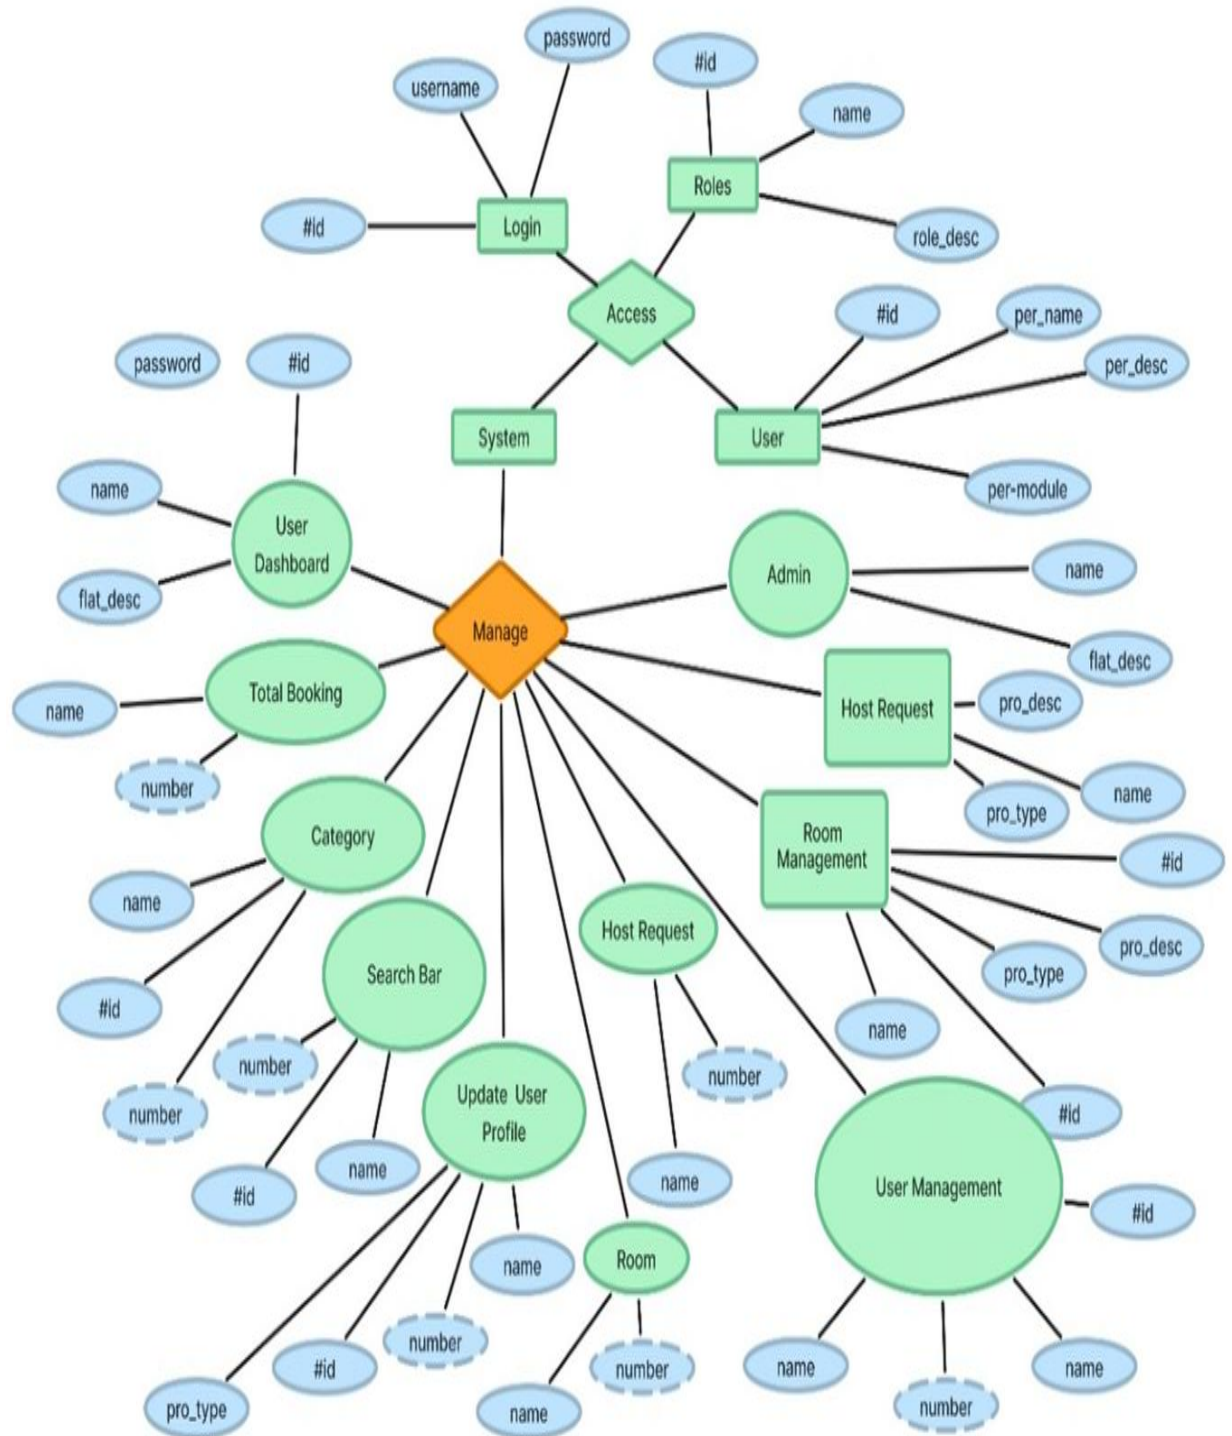 password
#id
username
name
Roles
Login
#id
role_desc
Access
#id
per_name
password
#id
per_desc
System
User
name
per-module
User
Dashboard
Admin
name
flat_desc
Manage
flat_desc
Total Booking
Host Request
pro_desc
name
number
name
pro_type
Category
Room
Management
#id
name
Host Request
pro_desc
Search Bar
pro_type
#id
name
number
number
Update User
Profile
number
#id
name
name
#id
User Management
#id
name
Room
number
#id
number
name
name
pro_type
name
number